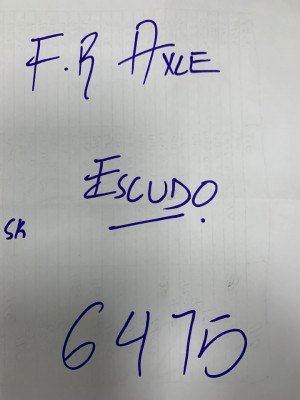 F.R AXLE
ESCUDO.
SK
6475